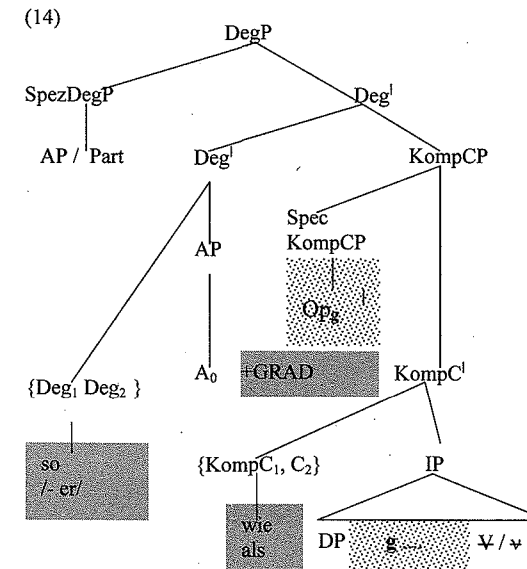 (14)
DegP
SpezDegP Deg|
AP / Part Deg| KompCP
Spec
KompCP
AP
Opg |
A0 +GRAD KompC|
{Deg1 Deg2 }
so {KompC1, C2} IP
/- er/
wie
als DP g V / v